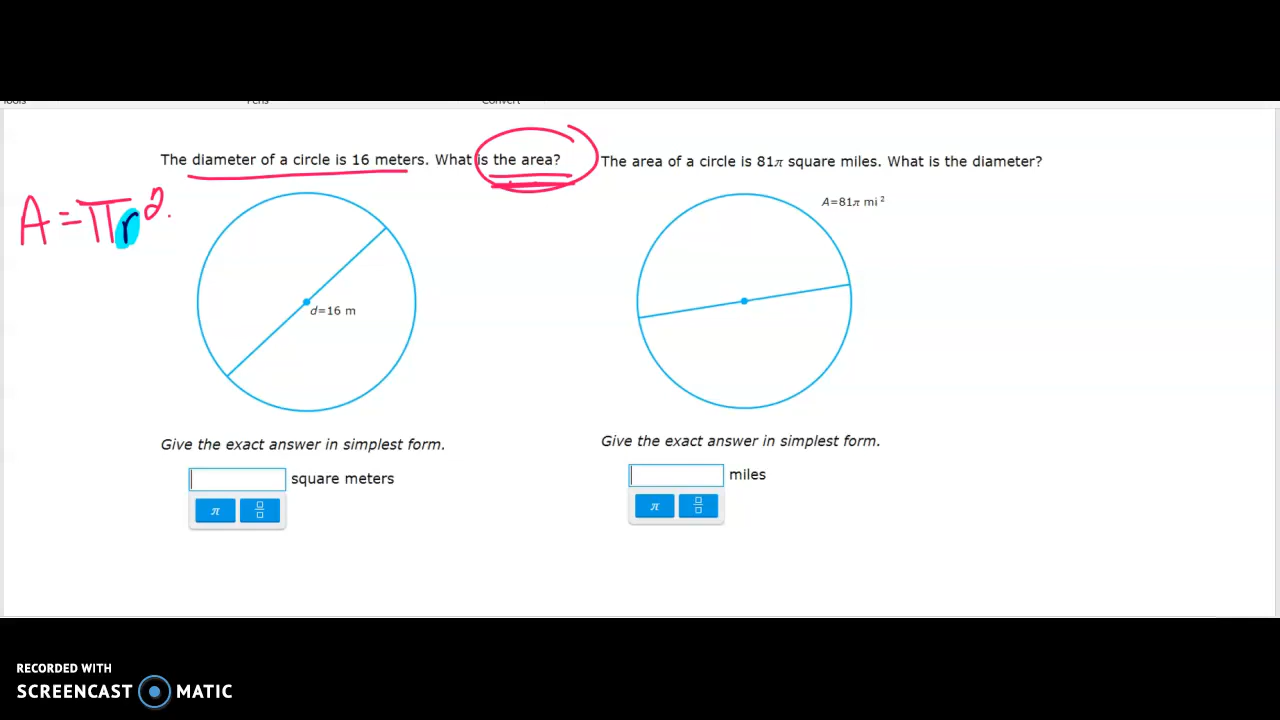 The diameter of a circle is 16 meters. What is the area?
A=πr².
d=16 m
Give the exact answer in simplest form.
square meters
π
The area of a circle is 81π square miles. What is the diameter?
A=81π mi²
Give the exact answer in simplest form.
miles
π
RECORDED WITH
SCREENCAST MATIC